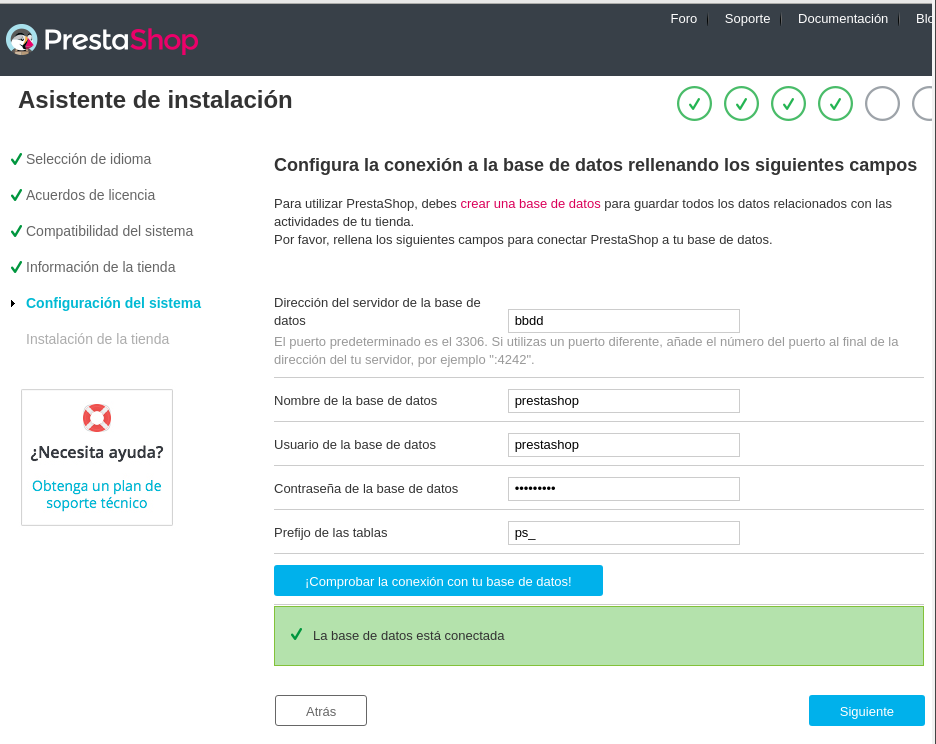 Foro
Soporte
Documentación
Blo
PrestaShop
Asistente de instalación
Selección de idioma
Acuerdos de licencia
Compatibilidad del sistema
Información de la tienda
Configuración del sistema
Instalación de la tienda
¿Necesita ayuda?
Obtenga un plan de
soporte técnico
Configura la conexión a la base de datos rellenando los siguientes campos
Para utilizar PrestaShop, debes crear una base de datos para guardar todos los datos relacionados con las
actividades de tu tienda.
Por favor, rellena los siguientes campos para conectar PrestaShop a tu base de datos.
Dirección del servidor de la base de
datos
bbdd
El puerto predeterminado es el 3306. Si utilizas un puerto diferente, añade el número del puerto al final de la
dirección del tu servidor, por ejemplo ":4242".
Nombre de la base de datos
prestashop
Usuario de la base de datos
prestashop
Contraseña de la base de datos
•••••••••
Prefijo de las tablas
ps_
¡Comprobar la conexión con tu base de datos!
La base de datos está conectada
Atrás
Siguiente